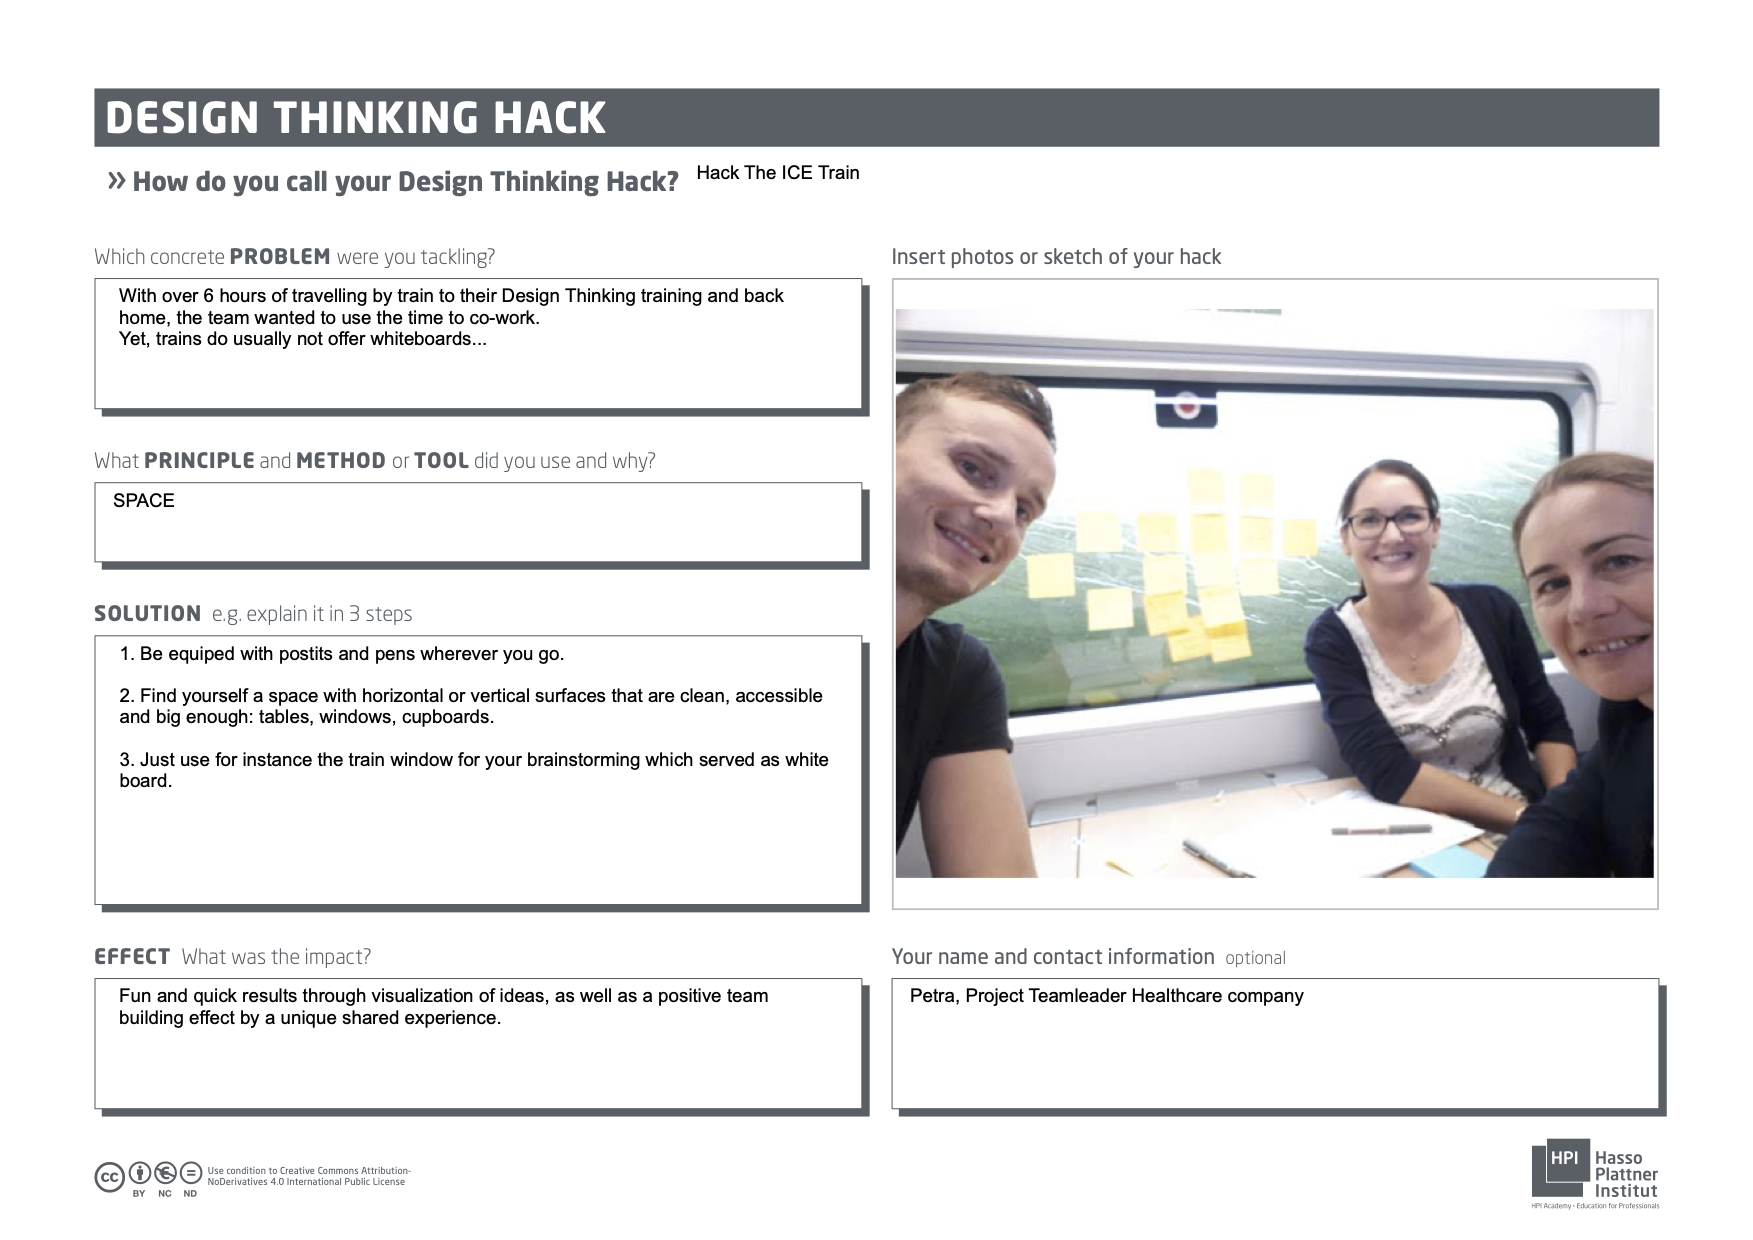 DESIGN THINKING HACK
» How do you call your Design Thinking Hack? Hack The ICE Train
Which concrete PROBLEM were you tackling?
With over 6 hours of travelling by train to their Design Thinking training and back
home, the team wanted to use the time to co-work.
Yet, trains do usually not offer whiteboards...
What PRINCIPLE and METHOD or TOOL did you use and why?
SPACE
SOLUTION e.g. explain it in 3 steps
1. Be equiped with postits and pens wherever you go.
2. Find yourself a space with horizontal or vertical surfaces that are clean, accessible
and big enough: tables, windows, cupboards.
3. Just use for instance the train window for your brainstorming which served as white
board.
EFFECT What was the impact?
Fun and quick results through visualization of ideas, as well as a positive team
building effect by a unique shared experience.
Insert photos or sketch of your hack
Your name and contact information optional
Petra, Project Teamleader Healthcare company
cc BY NC ND
Use condition to Creative Commons Attribution-
NoDerivatives 4.0 International Public License
HPI Hasso
Plattner
Institut
HPI Academy - Education for Professionals